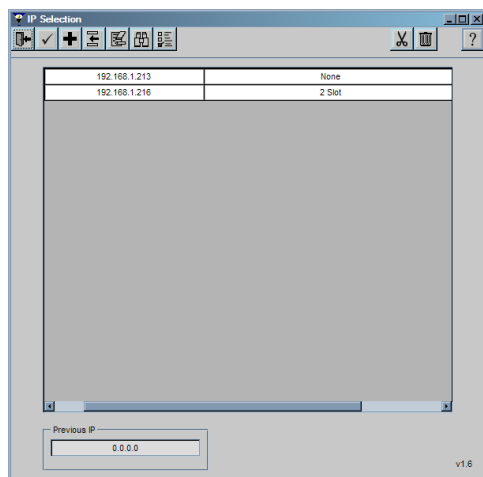 IP Selection
?
192.168.1.213 None
192.168.1.216 2 Slot
Previous IP
0.0.0.0
v1.6